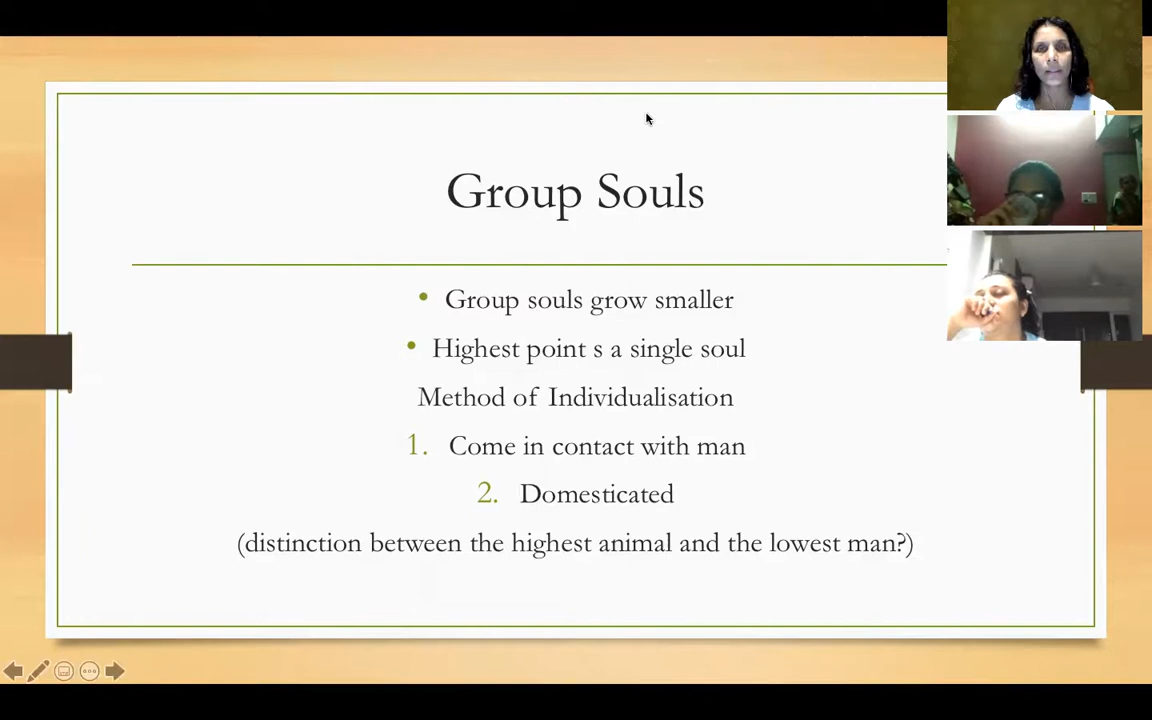 Group Souls
• Group souls grow smaller
• Highest point s a single soul
Method of Individualisation
1. Come in contact with man
2. Domesticated
(distinction between the highest animal and the lowest man?)